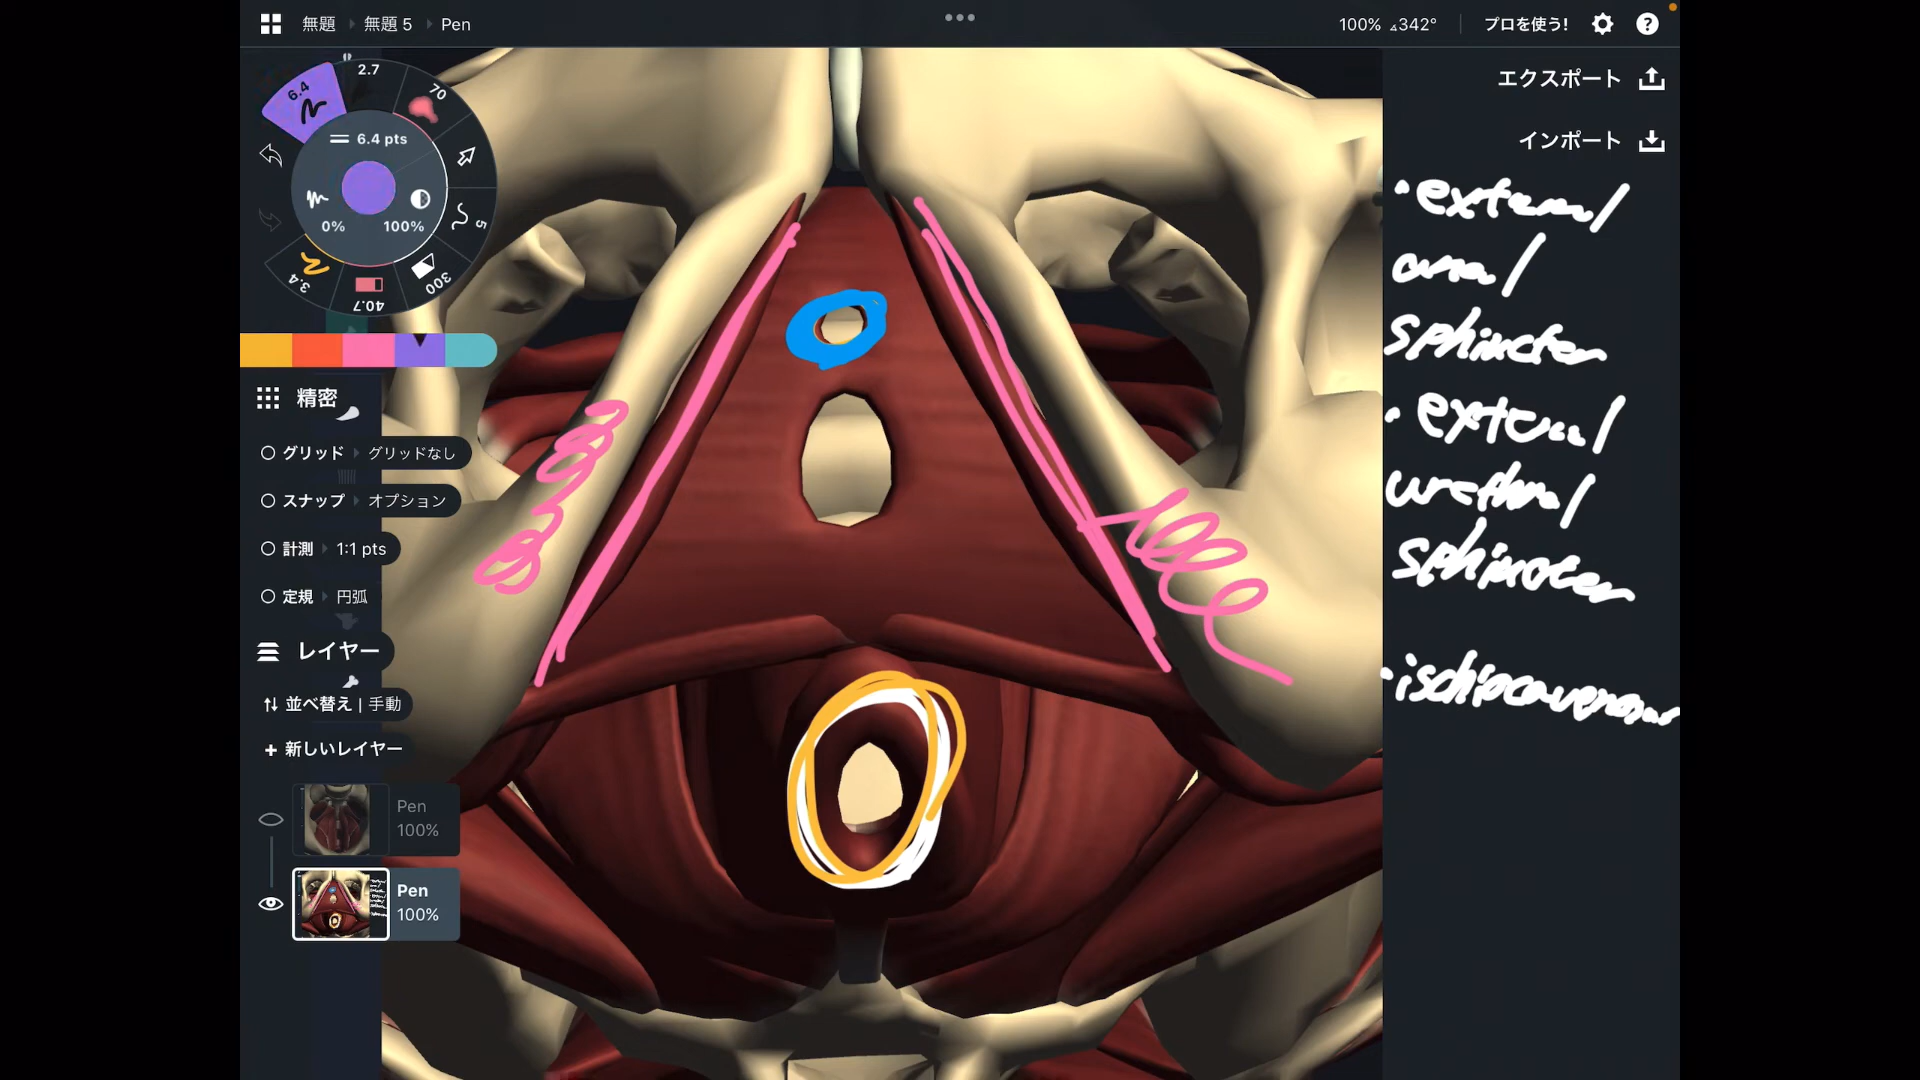 無題 無題 5 Pen
100% ⊿342° プロを使う!
2.7
6.4
70
6.4 pts
0% 100%
5
3.4
40.7
300
エクスポート
インポート
精密
グリッド グリッドなし
スナップ オプション
計測 1:1 pts
定規 円弧
レイヤー
並べ替え | 手動
+ 新しいレイヤー
Pen
100%
Pen
100%
・external
anal
sphincter
・external
urethral
sphincter
・ischiocavernosus